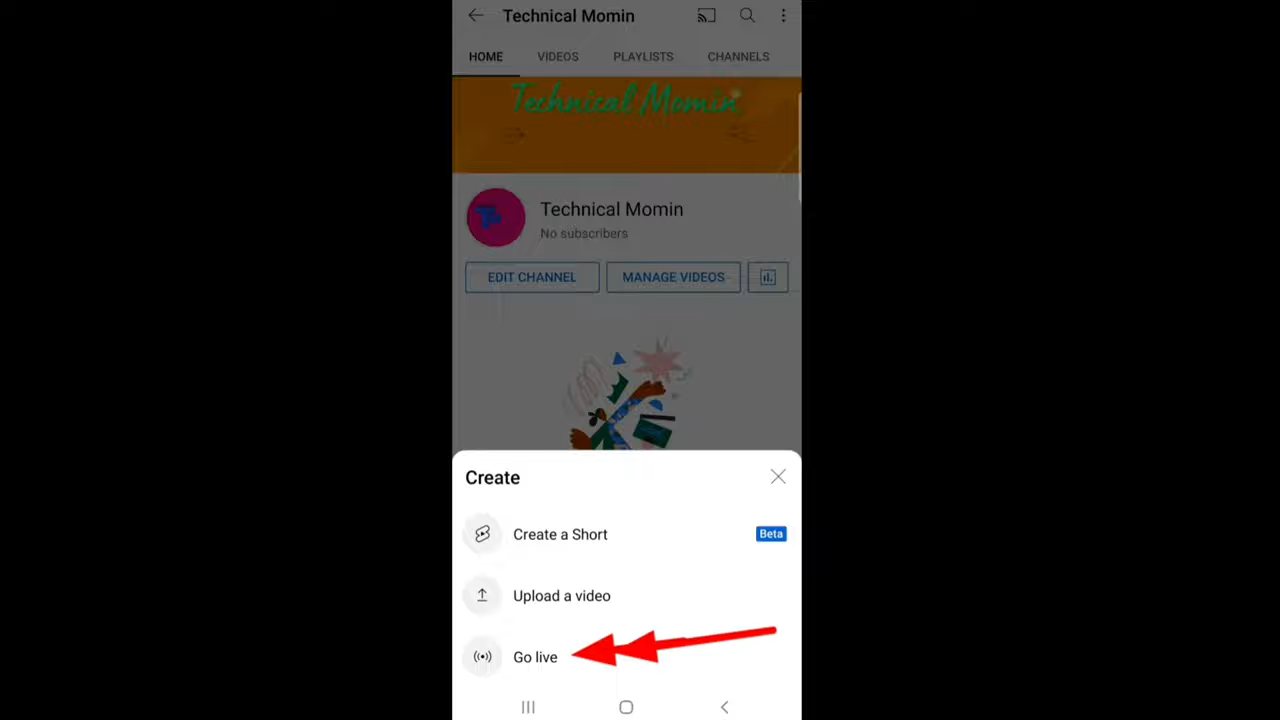 Technical Momin
HOME VIDEOS PLAYLISTS CHANNELS
Technical Momin
Technical Momin
No subscribers
EDIT CHANNEL MANAGE VIDEOS
Create
Create a Short Beta
Upload a video
Go live